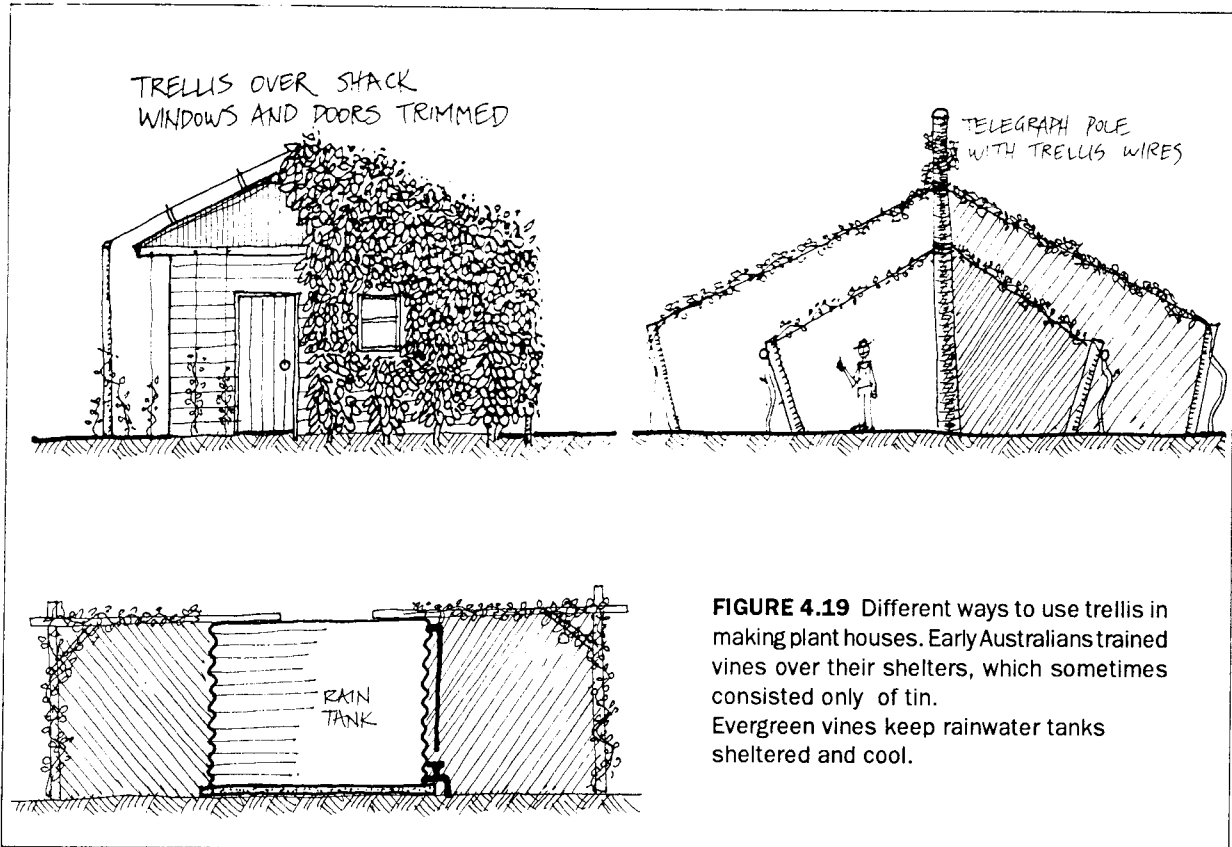 TRELLIS OVER SHACK
WINDOWS AND DOORS TRIMMED
TELEGRAPH POLE
WITH TRELLIS WIRES
RAIN
TANK
FIGURE 4.19 Different ways to use trellis in
making plant houses. Early Australians trained
vines over their shelters, which sometimes
consisted only of tin.
Evergreen vines keep rainwater tanks
sheltered and cool.